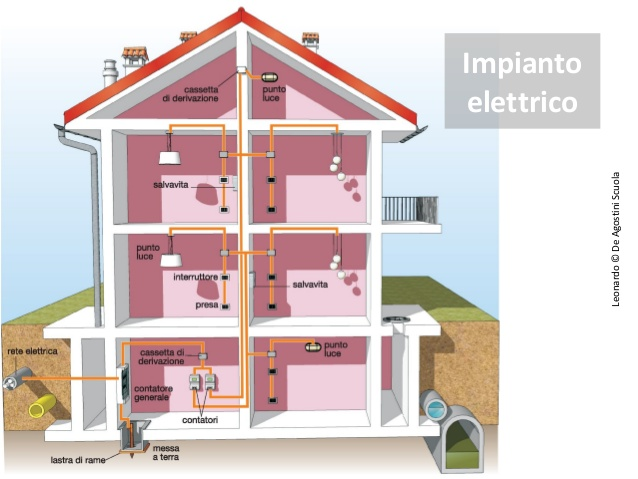 Impianto
elettrico
cassetta
di derivazione
punto
luce
salvavita
punto
luce
interruttore
salvavita
presa
rete elettrica
cassetta di
derivazione
punto
luce
contatore
generale
contatori
messa
a terra
lastra di rame
Leonardo © De Agostini Scuola